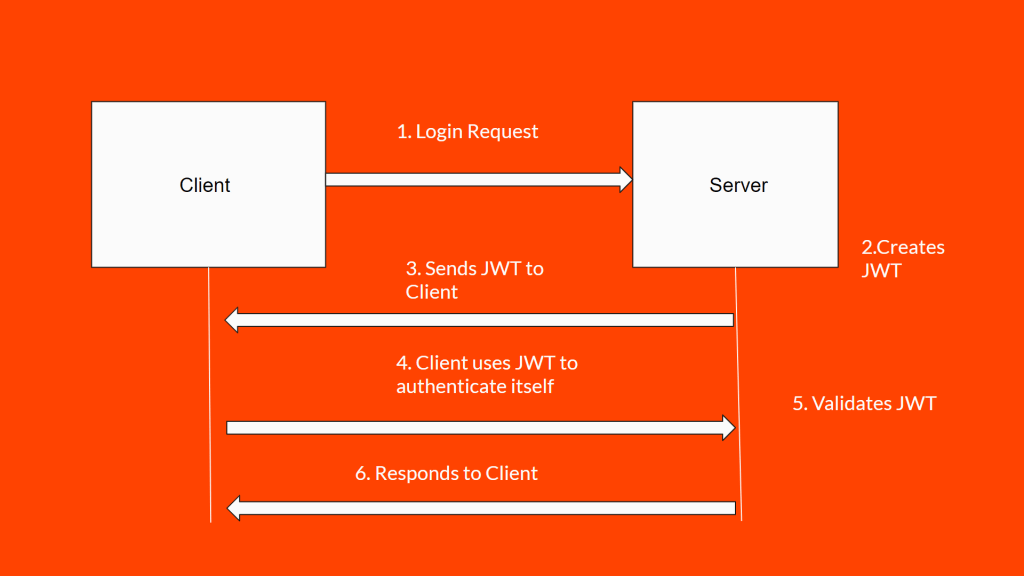 1. Login Request
Client
Server
2.Creates
JWT
3. Sends JWT to
Client
4. Client uses JWT to
authenticate itself
5. Validates JWT
6. Responds to Client